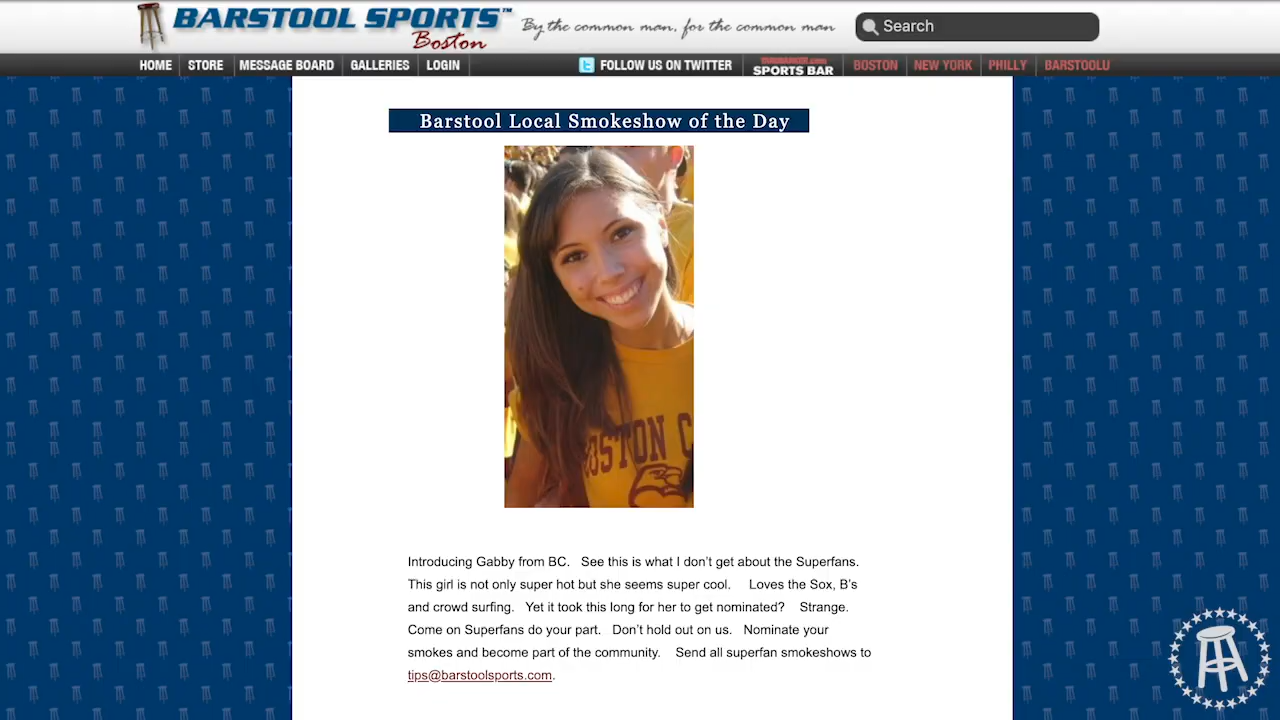 BARSTOOL SPORTS™
Boston
By the common man, for the common man
Search
HOME STORE MESSAGE BOARD GALLERIES LOGIN
FOLLOW US ON TWITTER
SPORTS BAR
BOSTON NEW YORK PHILLY BARSTOOLU
Barstool Local Smokeshow of the Day
BOSTON C
Introducing Gabby from BC. See this is what I don't get about the Superfans.
This girl is not only super hot but she seems super cool. Loves the Sox, B's
and crowd surfing. Yet it took this long for her to get nominated? Strange.
Come on Superfans do your part. Don't hold out on us. Nominate your
smokes and become part of the community. Send all superfan smokeshows to
tips@barstoolsports.com.